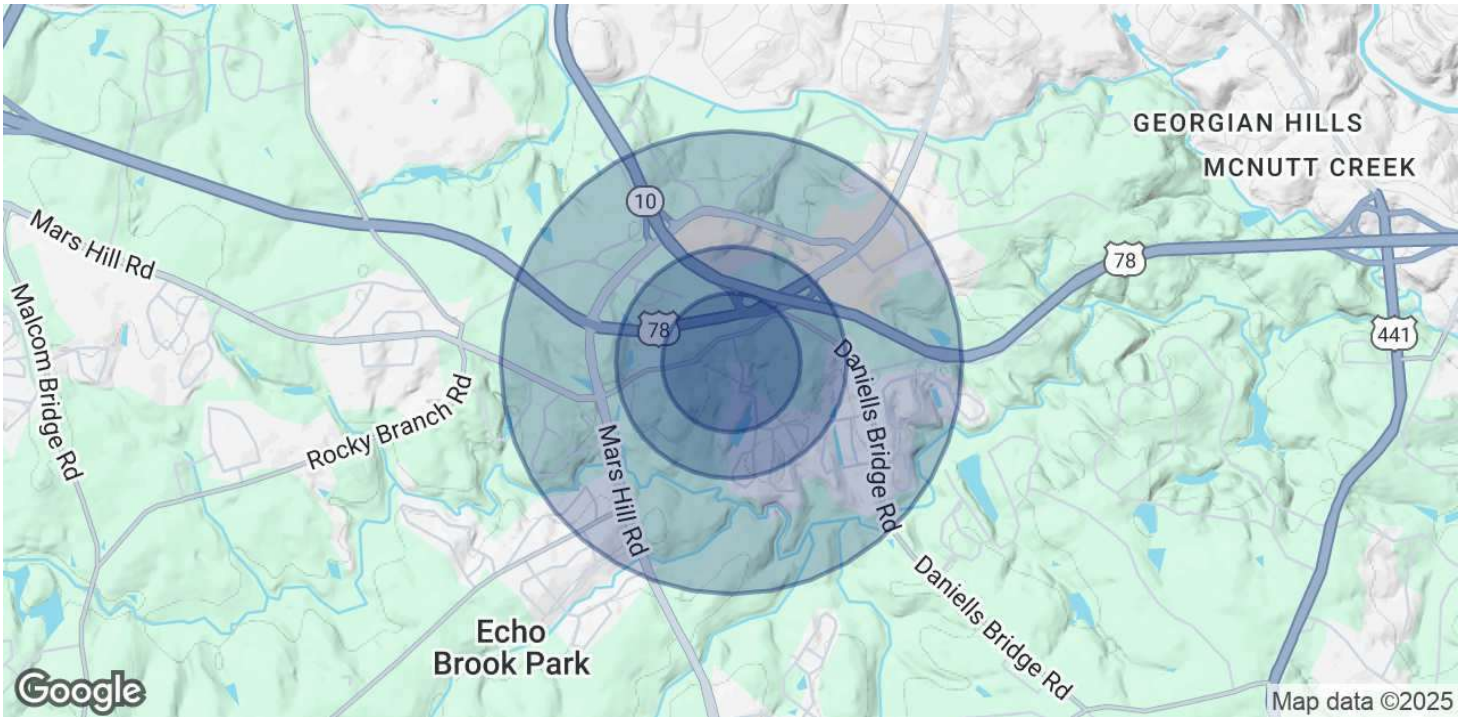 GEORGIAN HILLS
MCNUTT CREEK
10
Mars Hill Rd
78
78
441
Malcom Bridge Rd
Rocky Branch Rd
Daniells Bridge Rd
Mars Hill Rd
Daniells Bridge Rd
Echo
Brook Park
Google
Map data ©2025